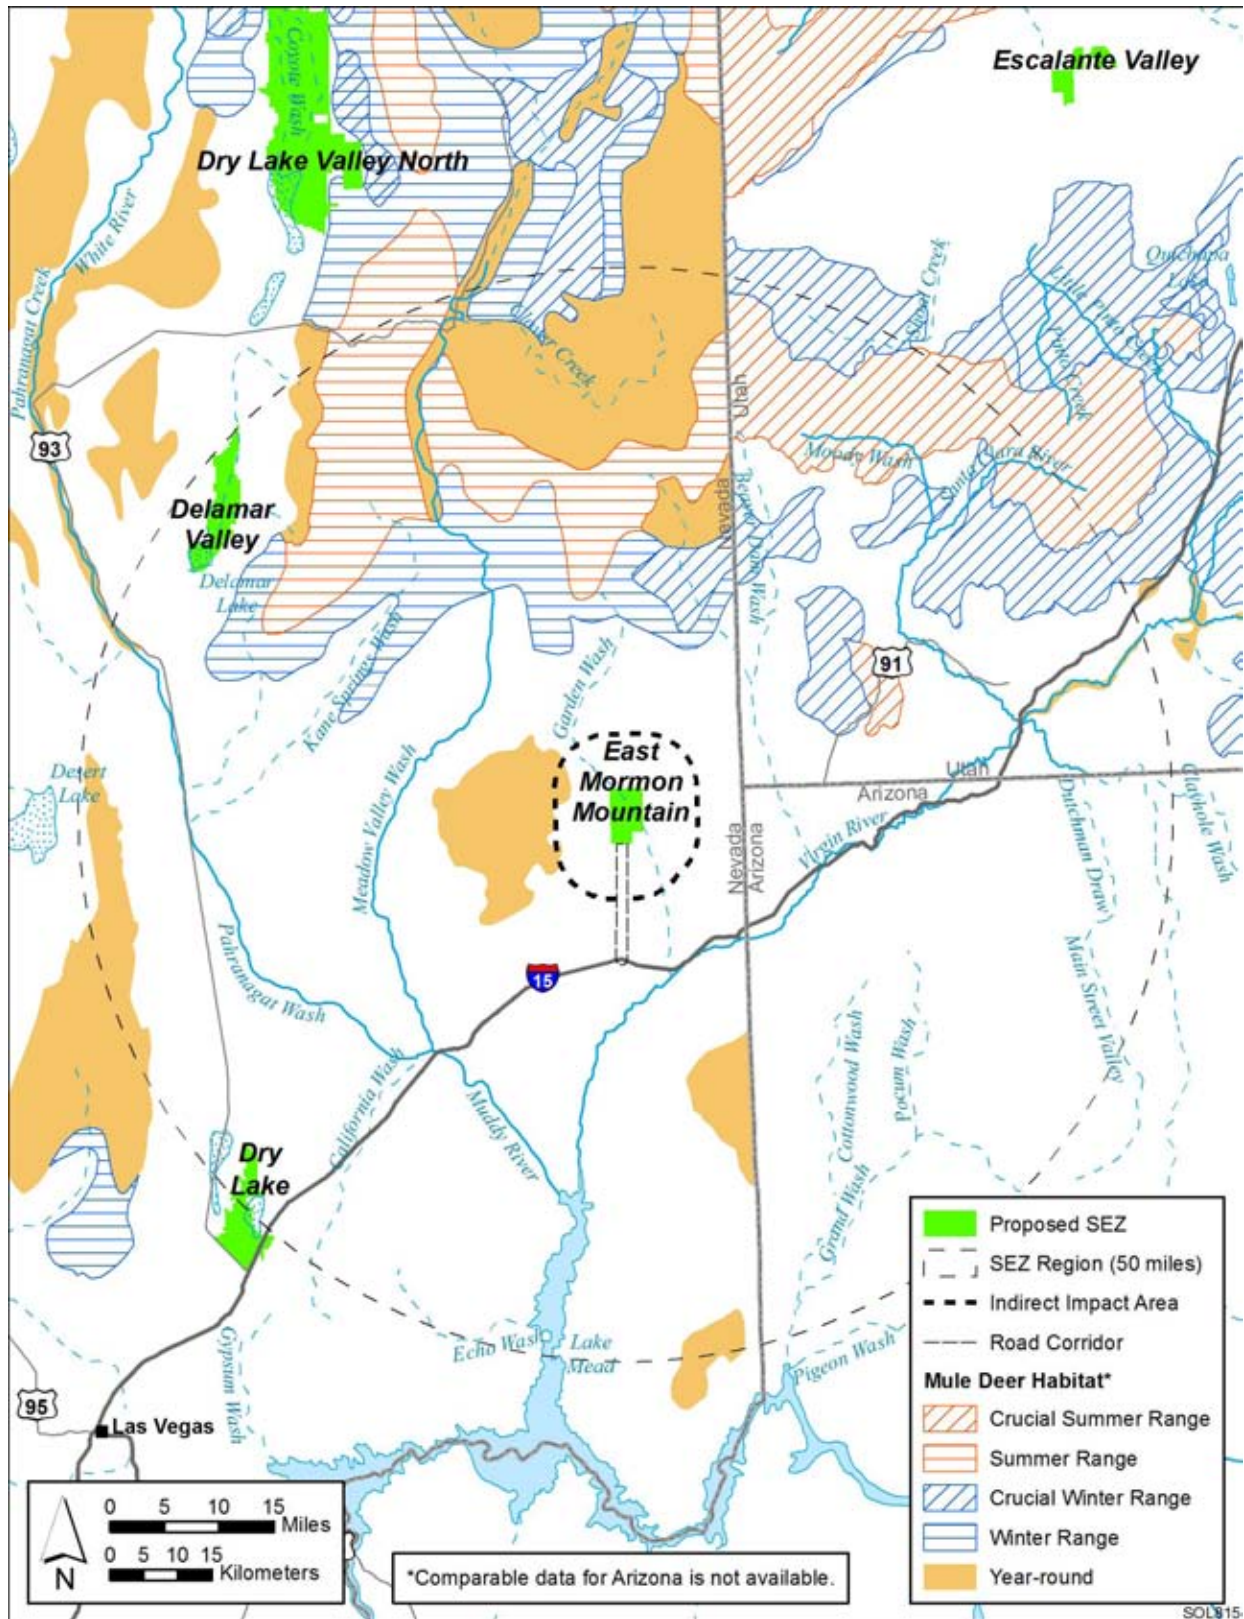 Coyote Wash
Escalante Valley
Dry Lake Valley North
White River
Pahranagat Creek
Quichapa
Lake
Little Pinto Creek
Shoal Creek
Pinto Creek
Clover Creek
Utah
Nevada
93
Moody Wash
Santa Clara River
Delamar
Valley
Beaver Dam Wash
Delamar
Lake
Kane Springs Wash
Garden Wash
91
East
Mormon
Mountain
Desert
Lake
Meadow Valley Wash
Utah
Arizona
Dutchman Draw
Clayhole Wash
Virgin River
Nevada
Arizona
Pahranagat Wash
15
Main Street Valley
Cottonwood Wash
Pocum Wash
California Wash
Muddy River
Dry
Lake
Grand Wash
Echo Wash
Lake
Mead
Pigeon Wash
Gypsum Wash
95
Las Vegas
Proposed SEZ
SEZ Region (50 miles)
Indirect Impact Area
Road Corridor
Mule Deer Habitat*
Crucial Summer Range
Summer Range
Crucial Winter Range
Winter Range
Year-round
0 5 10 15
Miles
0 5 10 15
Kilometers
N
*Comparable data for Arizona is not available.